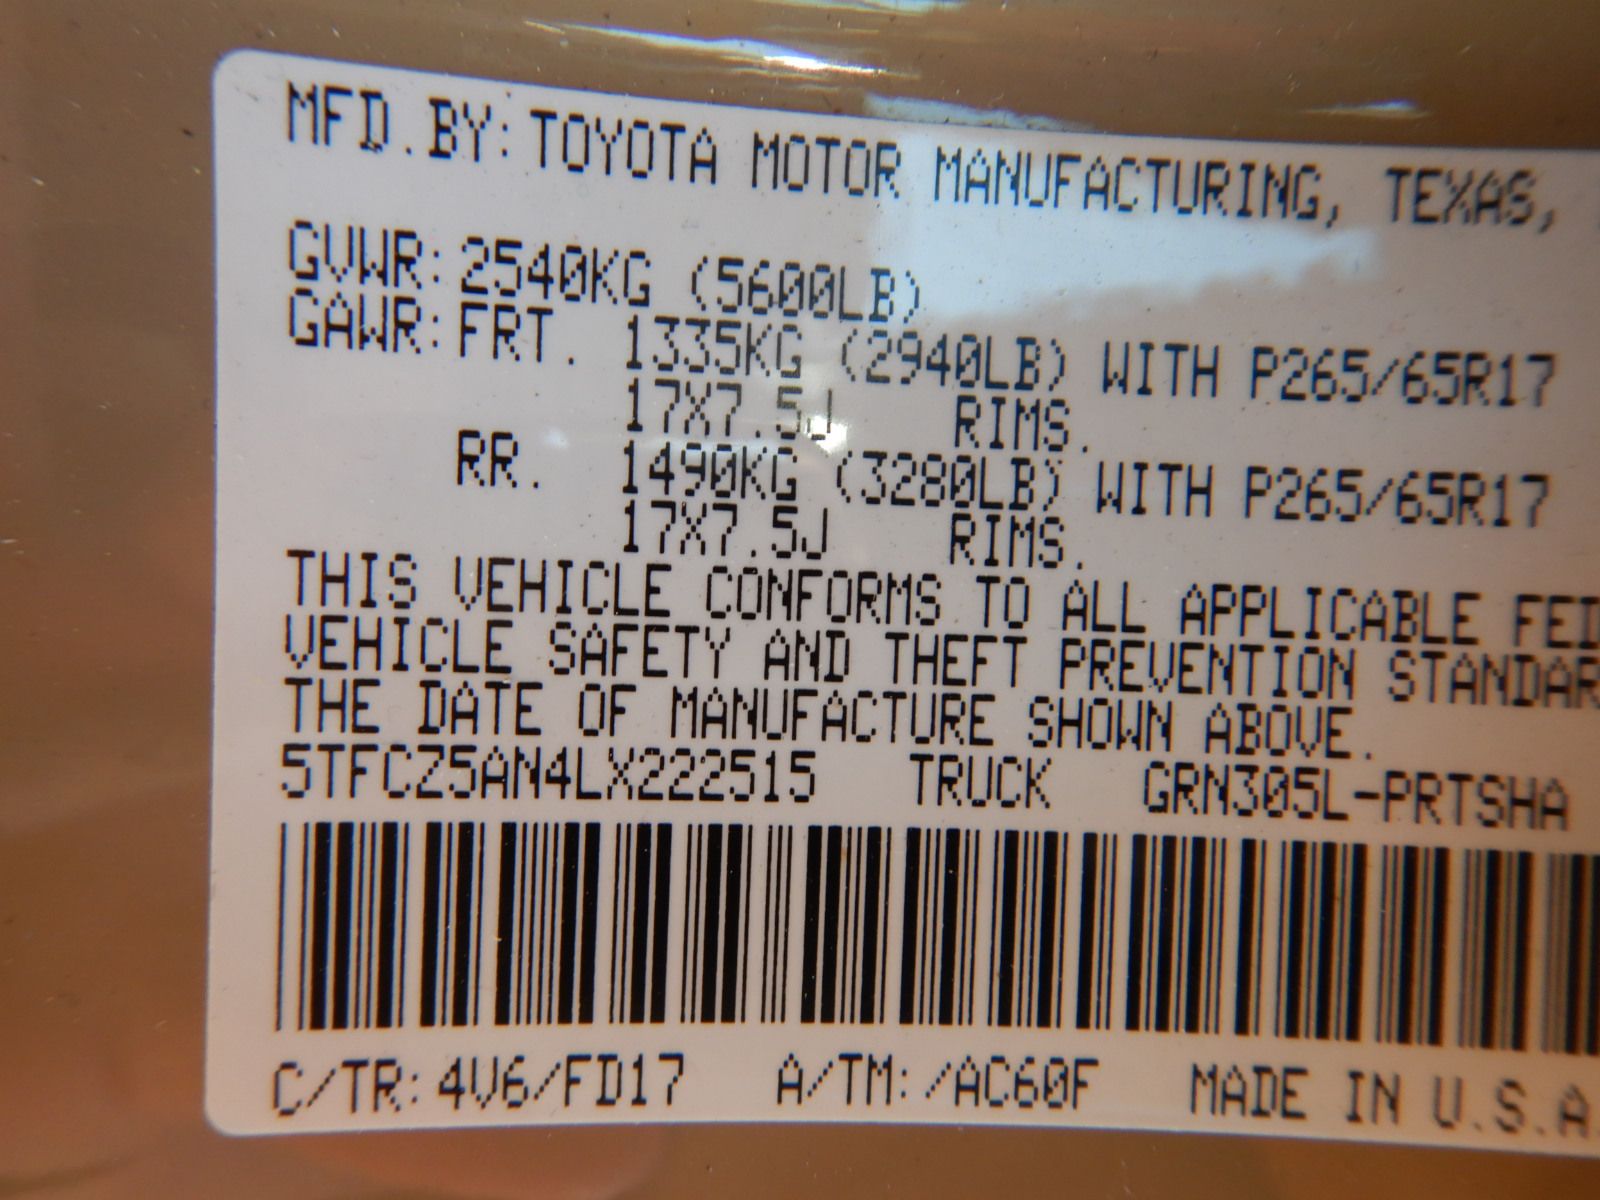 MFD.BY:TOYOTA MOTOR MANUFACTURING, TEXAS,
GVWR:2540KG (5600LB)
GAWR:FRT. 1335KG (2940LB) WITH P265/65R17
17X7.5J RIMS.
RR. 1490KG (3280LB) WITH P265/65R17
17X7.5J RIMS.
THIS VEHICLE CONFORMS TO ALL APPLICABLE FED
VEHICLE SAFETY AND THEFT PREVENTION STANDAR
THE DATE OF MANUFACTURE SHOWN ABOVE.
5TFCZ5AN4LX222515 TRUCK GRN305L-PRTSHA
C/TR:4V6/FD17 A/TM:/AC60F MADE IN U.S.A.